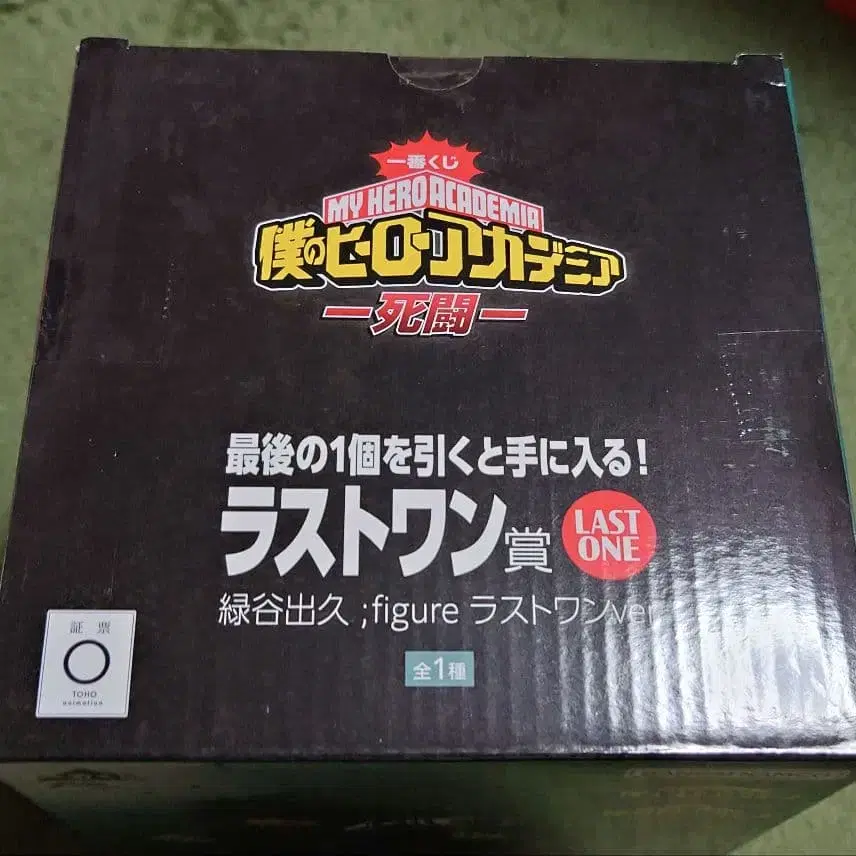 一番くじ
MY HERO ACADEMIA
僕のヒーローアカデミア
ー死闘ー
最後の1個を引くと手に入る!
ラストワン賞
LAST
ONE
緑谷出久 ;figure ラストワンver.
全1種
証票
TOHO
animation